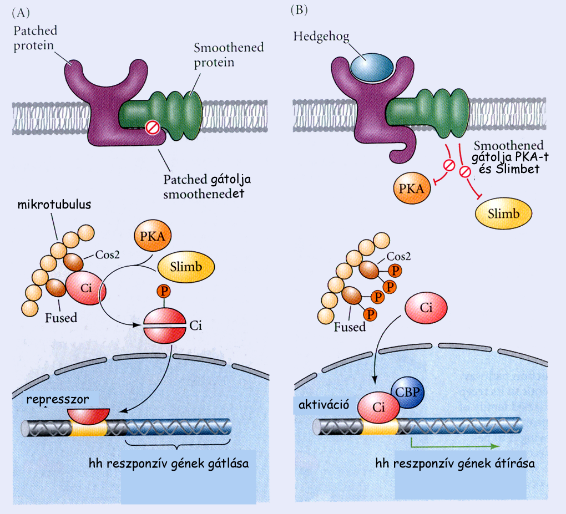 (A)
Patched
protein
Smoothened
protein
Patched gátolja
smoothenedet
mikrotubulus
Cos2
PKA
Slimb
Ci
P
Fused
Ci
represszor
hh reszponzív gének gátlása
(B)
Hedgehog
Smoothened
gátolja PKA-t
és Slimbet
PKA
Slimb
Cos2
P
P
P
P
Fused
Ci
aktiváció
Ci
CBP
hh reszponzív gének átírása